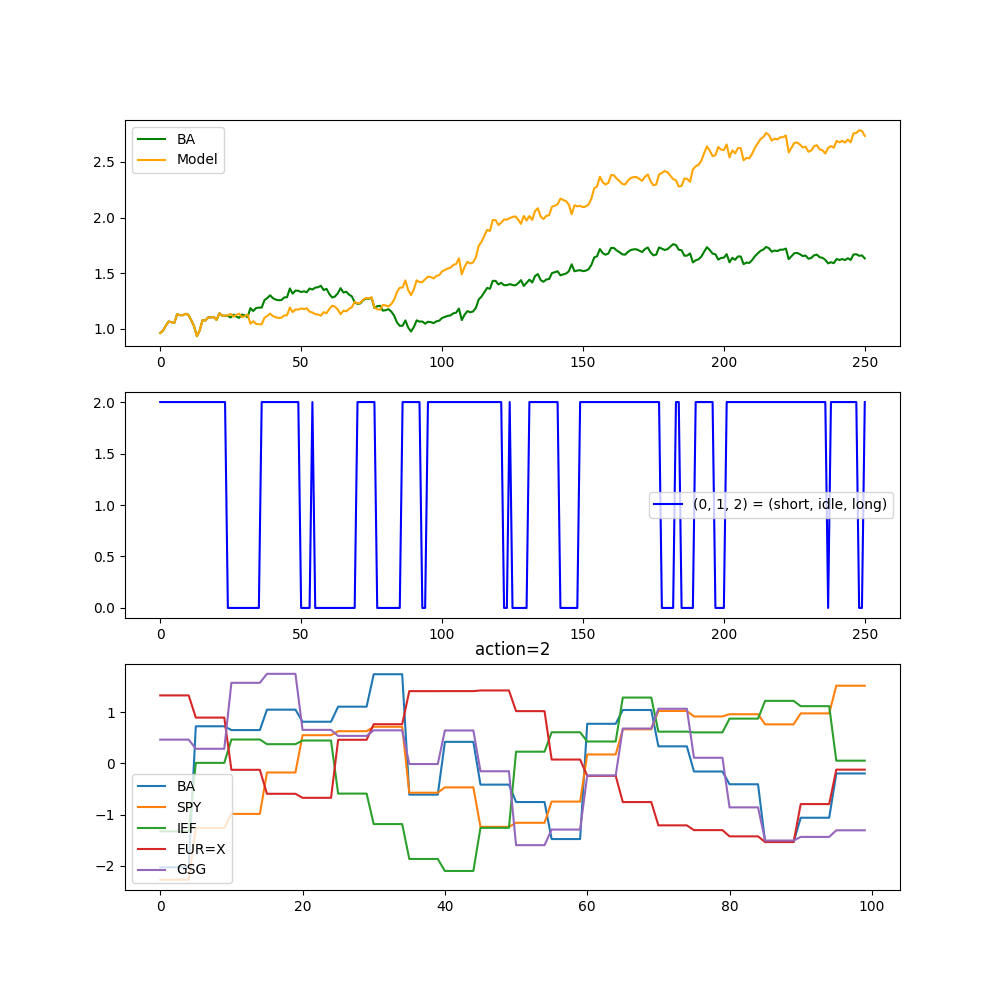 BA
Model
2.5
2.0
1.5
1.0
0 50 100 150 200 250
2.0
1.5
1.0
0.5
0.0
(0, 1, 2) = (short, idle, long)
0 50 100 150 200 250
action=2
1
0
−1
−2
BA
SPY
IEF
EUR=X
GSG
0 20 40 60 80 100